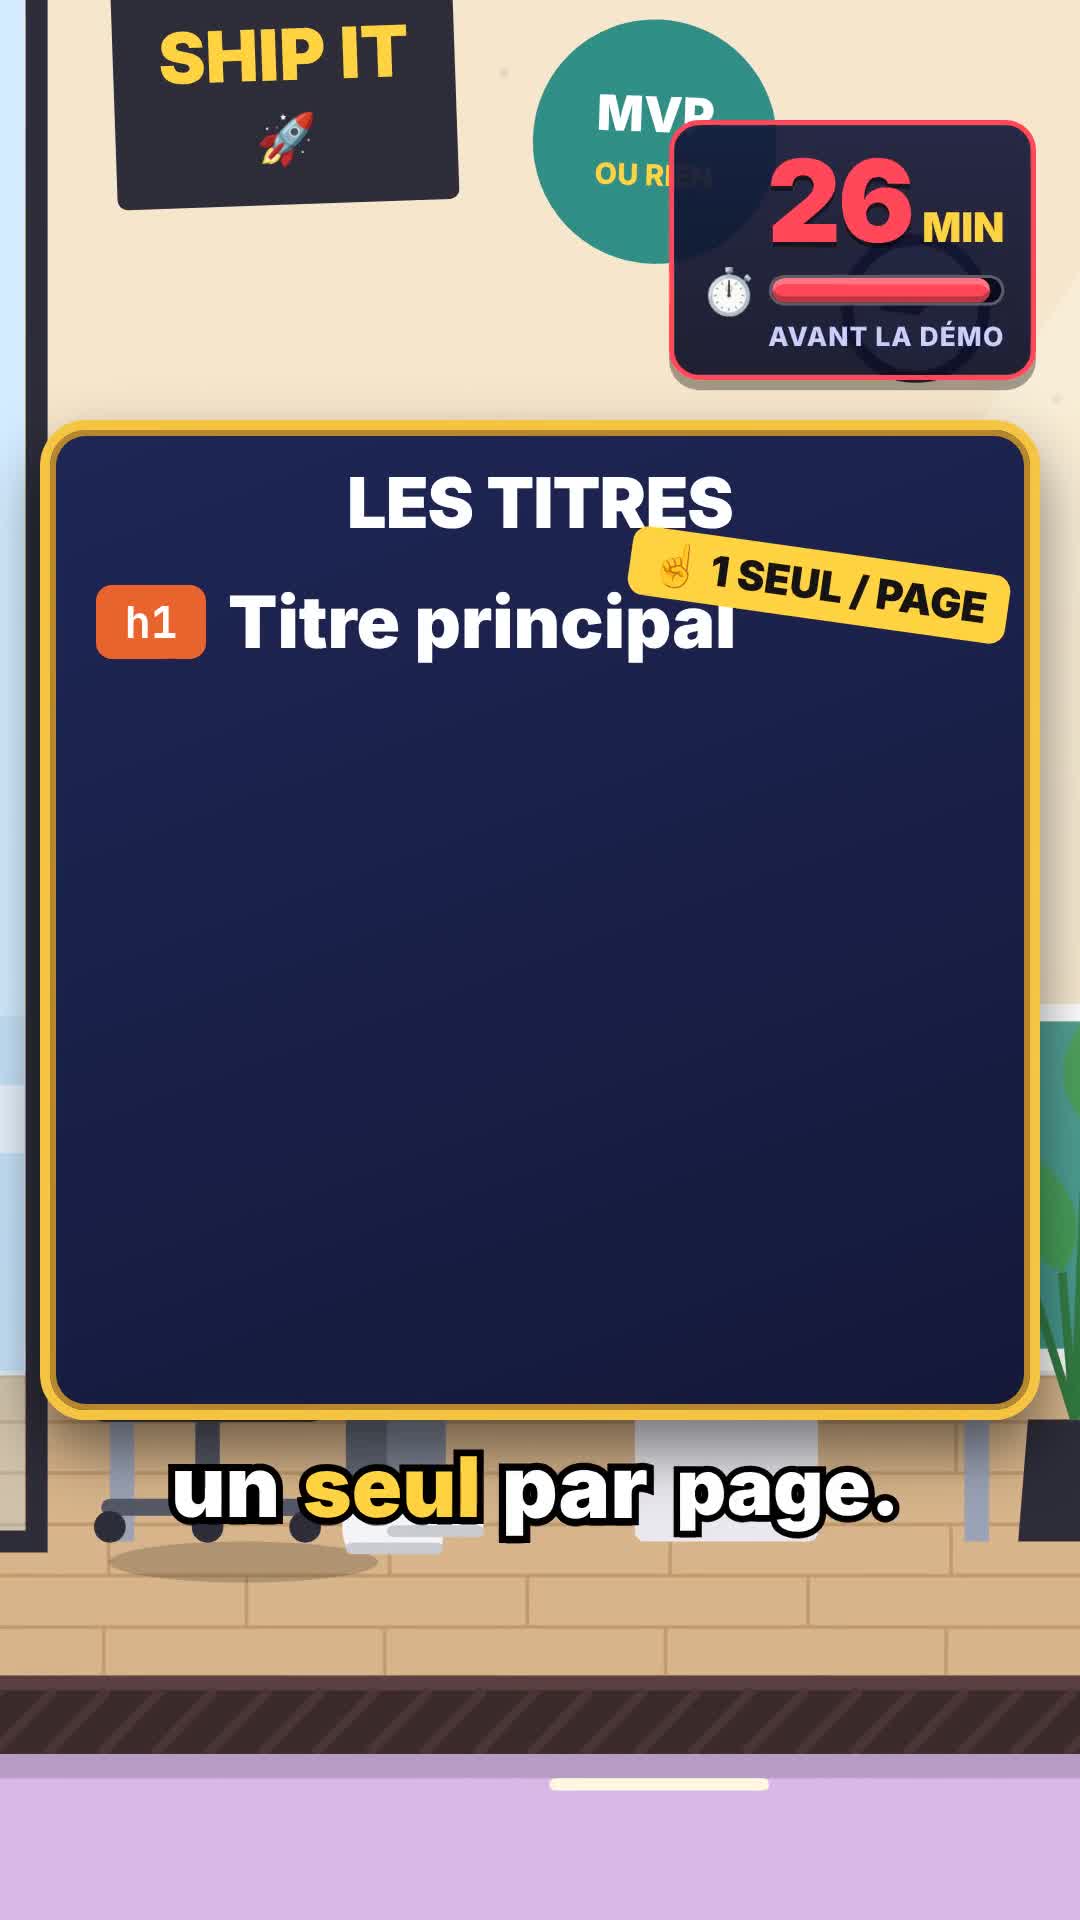 SHIP IT
MVP
OU RIEN
26 MIN
AVANT LA DÉMO
LES TITRES
1 SEUL / PAGE
h1 Titre principal
un seul par page.